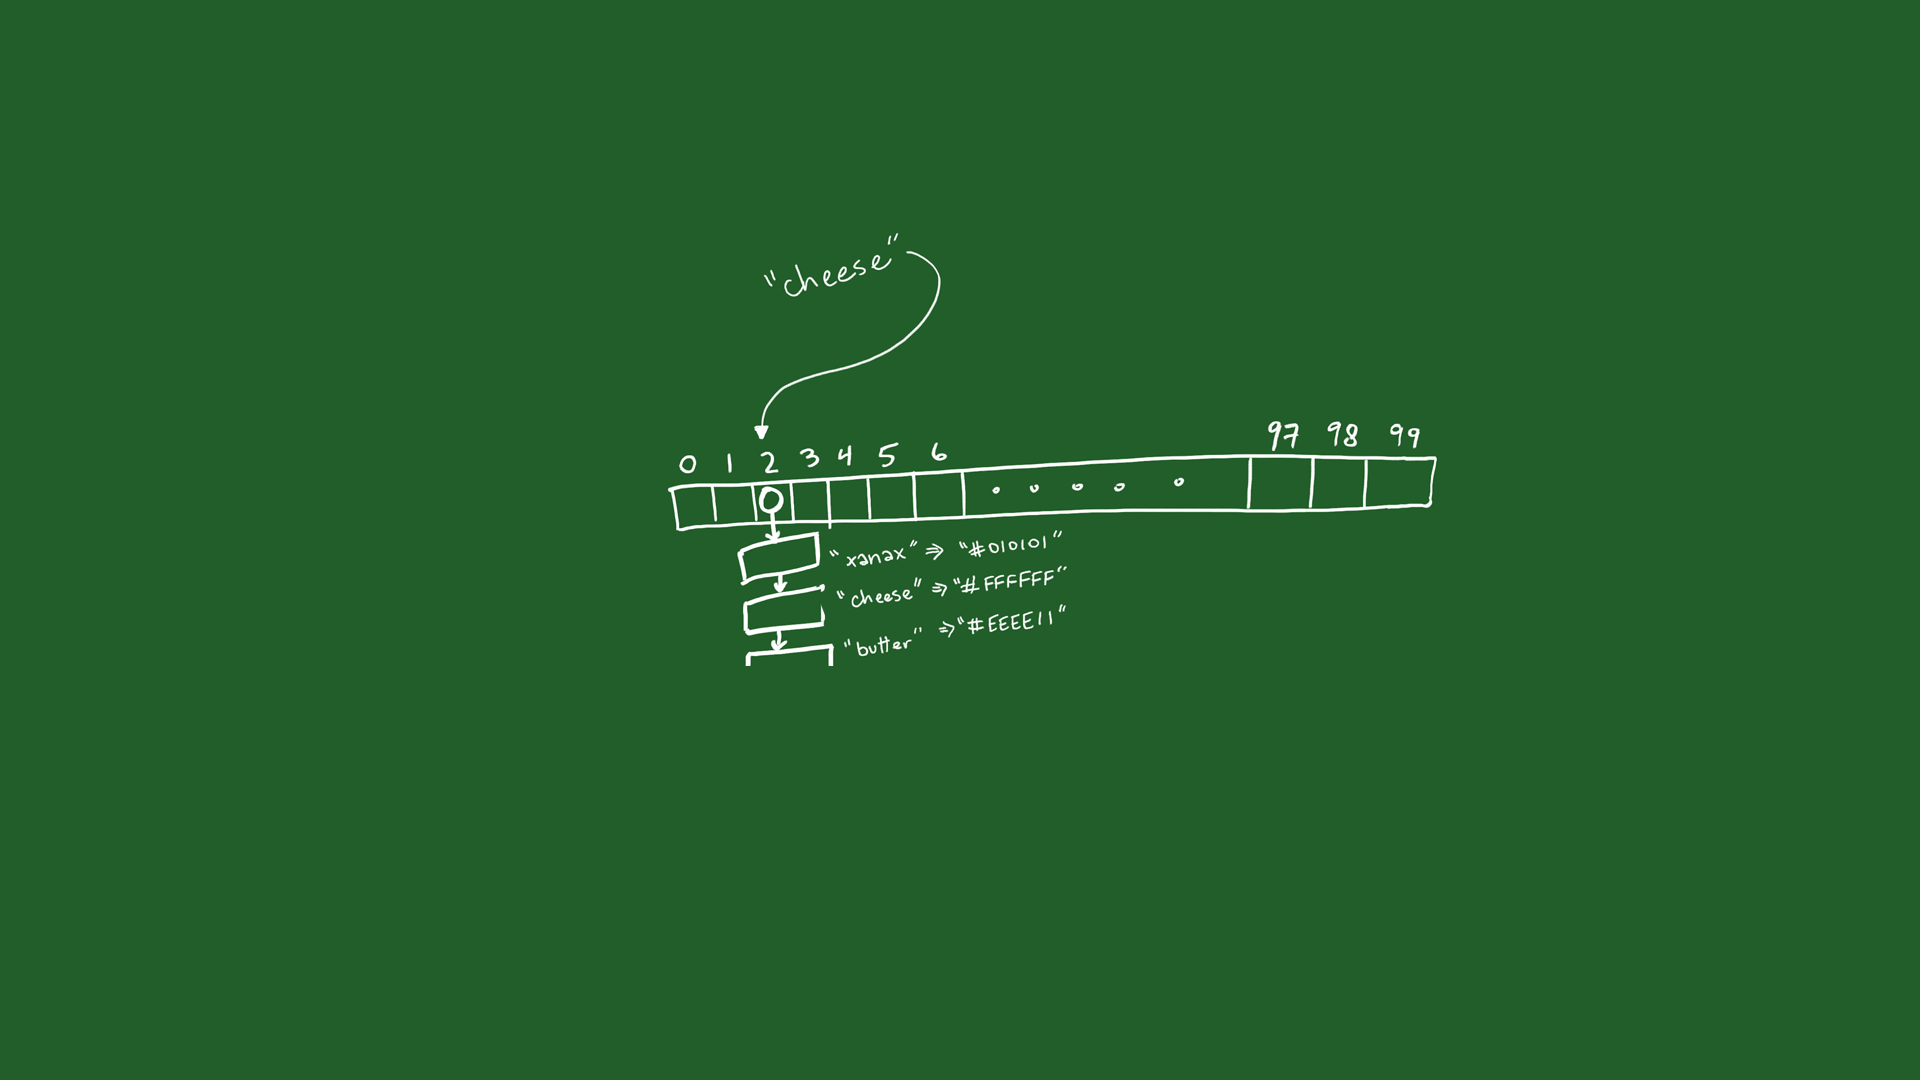 "cheese"
0 1 2 3 4 5 6 97 98 99
"xanax" => "#010101"
"cheese" => "#FFFFFF"
"butter" => "#EEEE11"